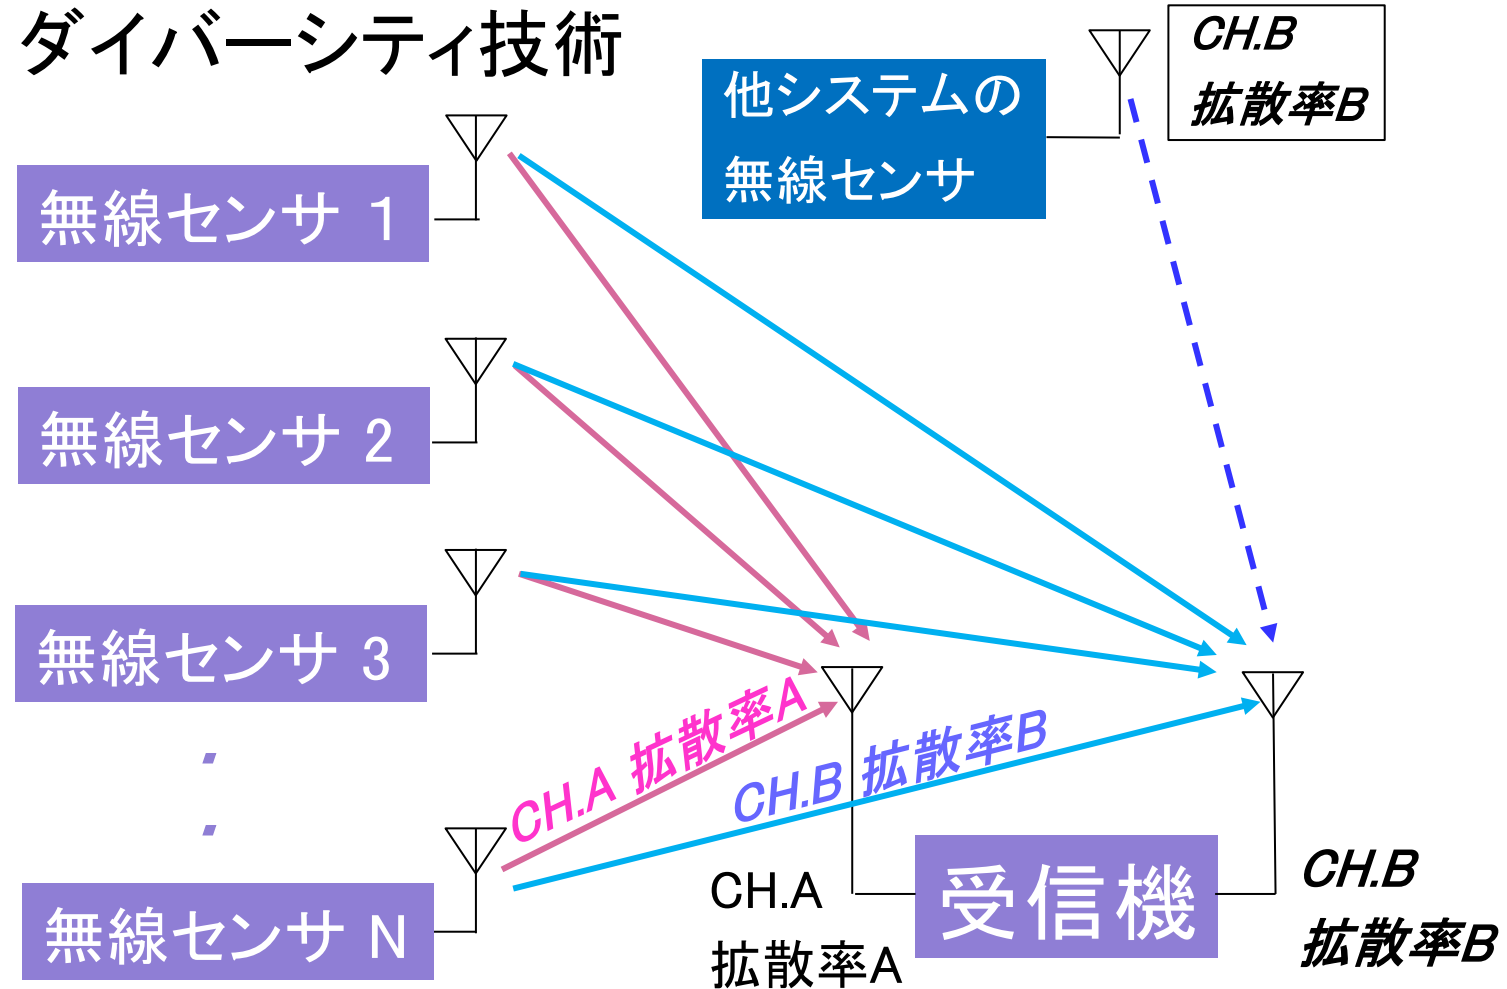 ダイバーシティ技術
CH.B
拡散率B
他システムの
無線センサ
無線センサ 1
無線センサ 2
無線センサ 3
CH.A 拡散率A
CH.B 拡散率B
:
無線センサ N
CH.A
拡散率A
受信機
CH.B
拡散率B